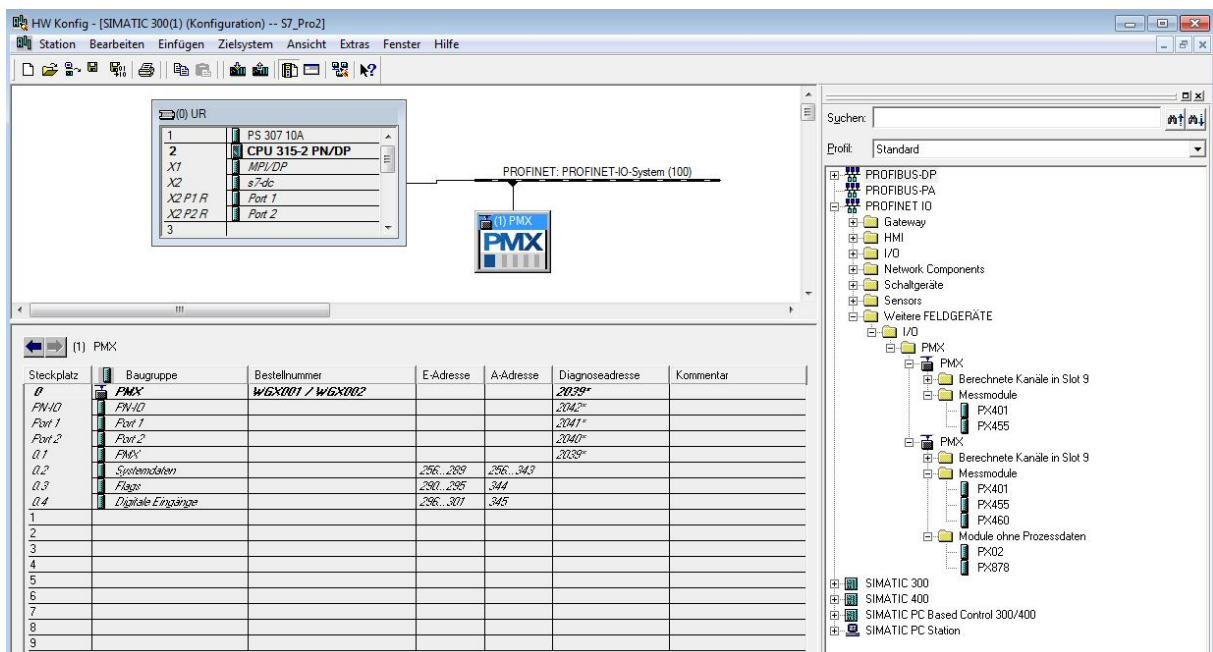 HW Konfig - [SIMATIC 300(1) (Konfiguration) -- S7_Pro2]
Station Bearbeiten Einfügen Zielsystem Ansicht Extras Fenster Hilfe
(0) UR
1 PS 307 10A
2 CPU 315-2 PN/DP
X1 MPI/DP
X2 s7-dc
X2 P1 R Port 1
X2 P2 R Port 2
3
PROFINET: PROFINET-IO-System (100)
(1) PMX
PMX
(1) PMX
Steckplatz Baugruppe Bestellnummer E-Adresse A-Adresse Diagnoseadresse Kommentar
0 PMX WGX001 / WGX002 2039*
PN-IO PN-IO 2042*
Port 1 Port 1 2041*
Port 2 Port 2 2040*
0.1 PMX 2039*
0.2 Systemdaten 256...289 256...343
0.3 Flags 290...295 344
0.4 Digitale Eingänge 296...301 345
1
2
3
4
5
6
7
8
9
Suchen:
Profil: Standard
PROFIBUS-DP
PROFIBUS-PA
PROFINET IO
Gateway
HMI
I/O
Network Components
Schaltgeräte
Sensors
Weitere FELDGERÄTE
I/O
PMX
PMX
Berechnete Kanäle in Slot 9
Messmodule
PX401
PX455
PMX
Berechnete Kanäle in Slot 9
Messmodule
PX401
PX455
PX460
Module ohne Prozessdaten
PX02
PX878
SIMATIC 300
SIMATIC 400
SIMATIC PC Based Control 300/400
SIMATIC PC Station